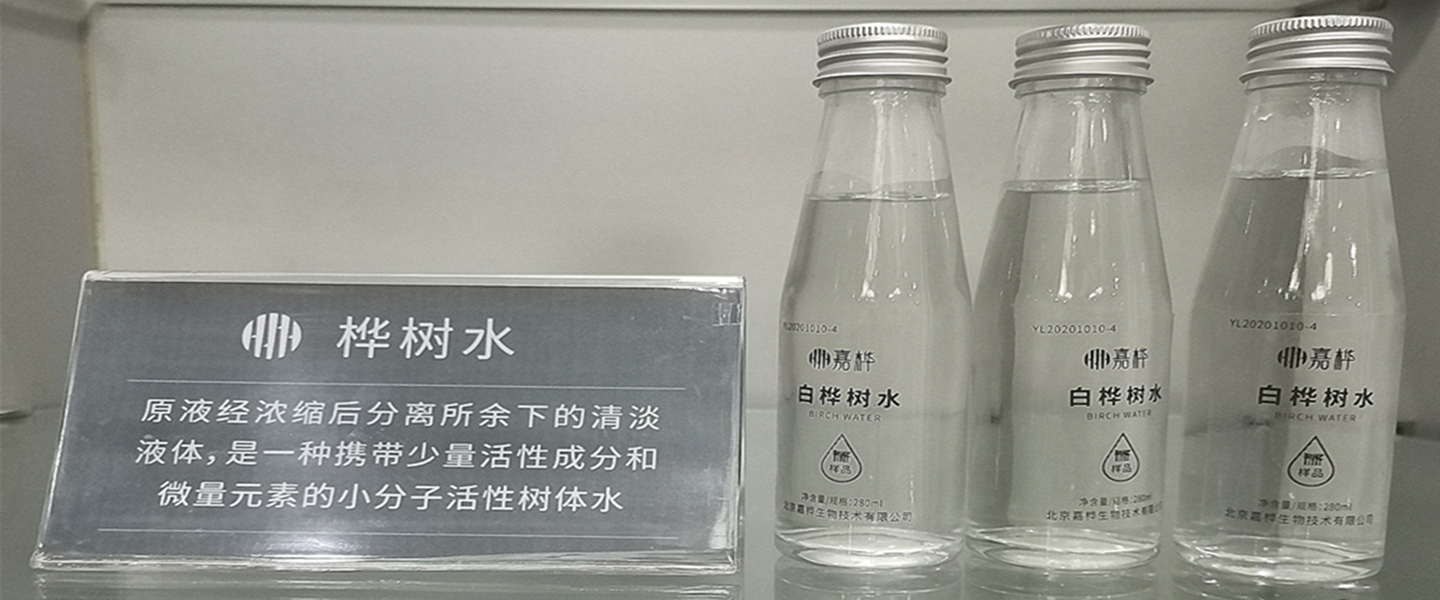 桦树水
原液经浓缩后分离所余下的清淡
液体，是一种携带少量活性成分和
微量元素的小分子活性树体水
YL20201010-4
嘉桦
白桦树水
BIRCH WATER
样品
净含量/规格:280ml
北京嘉桦生物技术有限公司
YL20201010-4
嘉桦
白桦树水
BIRCH WATER
样品
净含量/规格:280ml
北京嘉桦生物技术有限公
YL20201010-4
嘉桦
白桦树水
BIRCH WATER
样品
净含量/规格:280ml
北京嘉桦生物技术有限公司